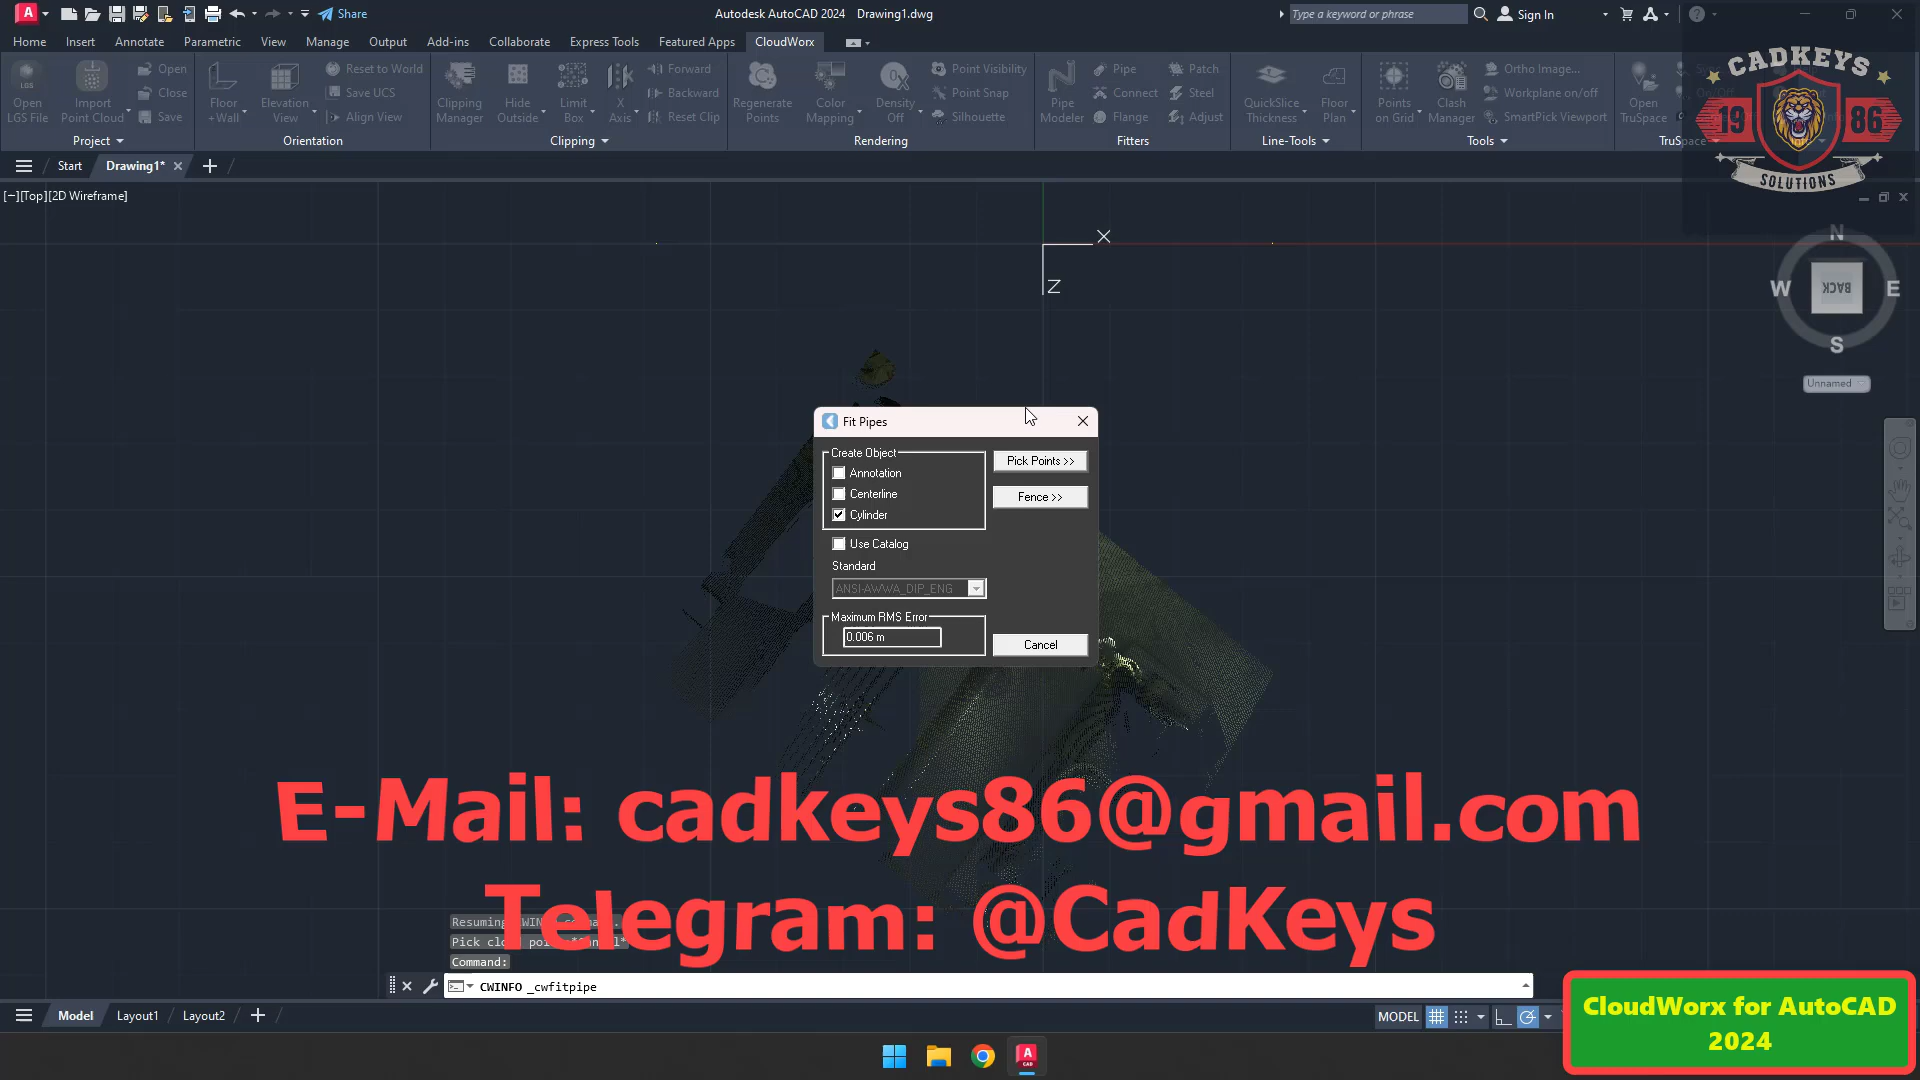 Share
Autodesk AutoCAD 2024 Drawing1.dwg
Type a keyword or phrase
Sign In
Home Insert Annotate Parametric View Manage Output Add-ins Collaborate Express Tools Featured Apps CloudWorx
Open LGS File
Import Point Cloud
Open
Close
Save
Project
Floor + Wall
Elevation View
Reset to World
Save UCS
Align View
Orientation
Clipping Manager
Hide Outside
Limit Box
X Axis
Forward
Backward
Reset Clip
Clipping
Regenerate Points
Color Mapping
Density Off
Point Visibility
Point Snap
Silhouette
Rendering
Pipe Modeler
Pipe
Connect
Flange
Patch
Steel
Adjust
Fitters
QuickSlice Thickness
Floor Plan
Line-Tools
Points on Grid
Clash Manager
Ortho Image...
Workplane on/off
SmartPick Viewport
Tools
Open TruSpace
TruSpace
CADKEYS
19 86
SOLUTIONS
Start
Drawing1*
[−][Top][2D Wireframe]
X
Z
N
W
BACK
E
S
Unnamed
Fit Pipes
Create Object
Annotation
Centerline
Cylinder
Pick Points >>
Fence >>
Use Catalog
Standard
ANSI-AWWA_DIP_ENG
Maximum RMS Error
0.006 m
Cancel
E-Mail: cadkeys86@gmail.com
Telegram: @CadKeys
Command:
CWINFO _cwfitpipe
Model Layout1 Layout2
MODEL
CloudWorx for AutoCAD
2024